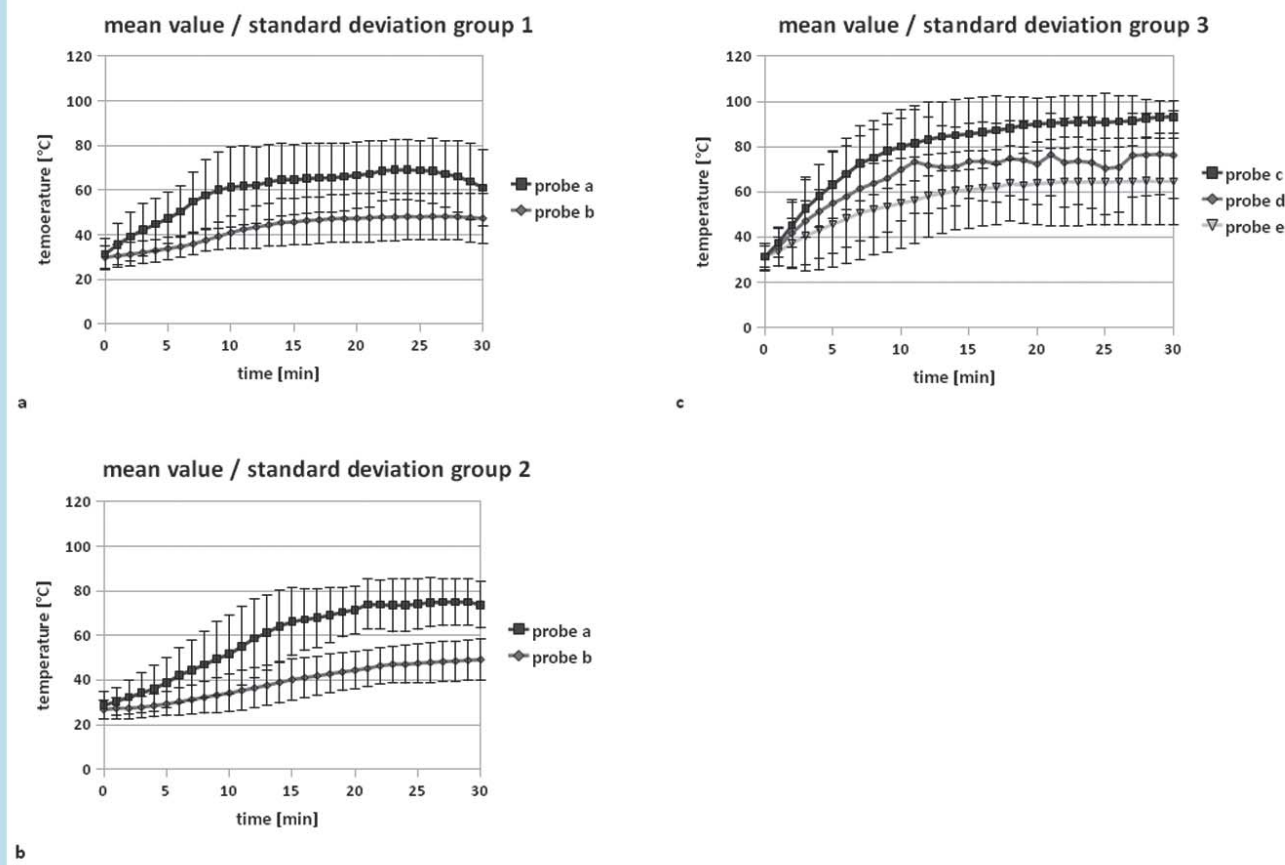 mean value / standard deviation group 1
temoerature [°C]
120
100
80
60
40
20
0
0 5 10 15 20 25 30
time [min]
probe a
probe b
a
mean value / standard deviation group 3
temperature [°C]
120
100
80
60
40
20
0
0 5 10 15 20 25 30
time [min]
probe c
probe d
probe e
c
mean value / standard deviation group 2
temperature [°C]
120
100
80
60
40
20
0
0 5 10 15 20 25 30
time [min]
probe a
probe b
b